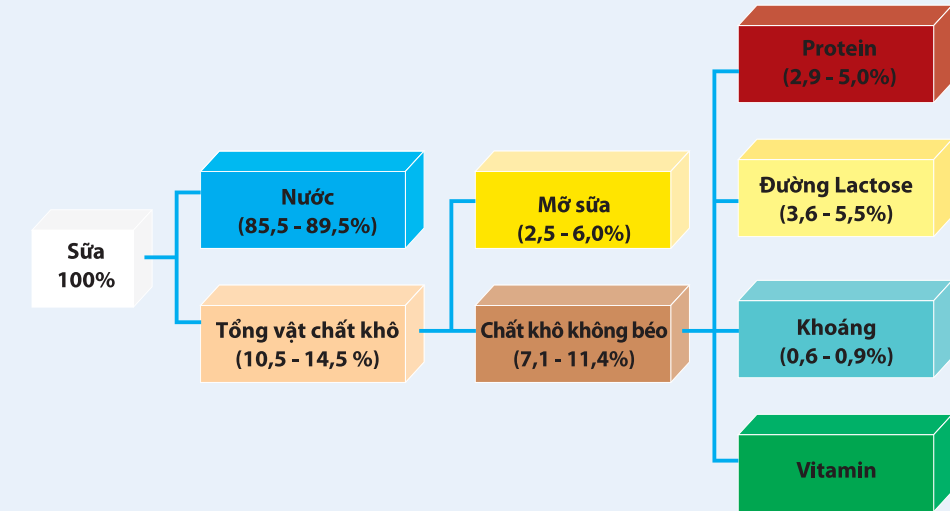 Sữa
100%
Nước
(85,5 - 89,5%)
Tổng vật chất khô
(10,5 - 14,5 %)
Mỡ sữa
(2,5 - 6,0%)
Chất khô không béo
(7,1 - 11,4%)
Protein
(2,9 - 5,0%)
Đường Lactose
(3,6 - 5,5%)
Khoáng
(0,6 - 0,9%)
Vitamin